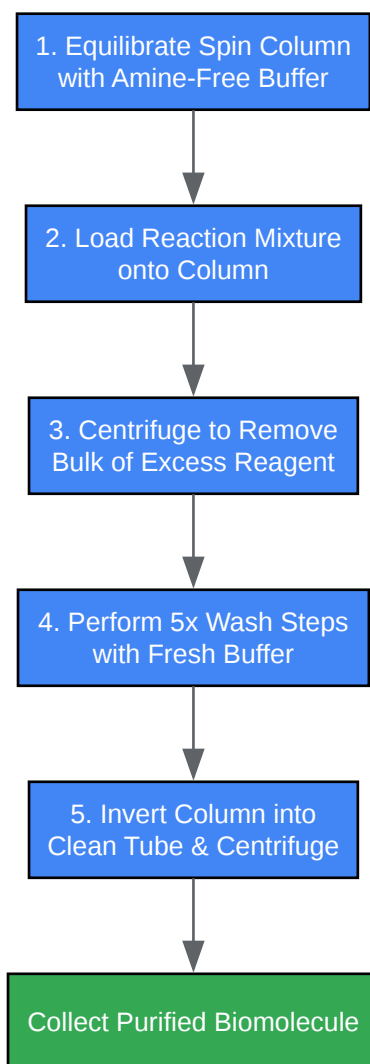 1. Equilibrate Spin Column
with Amine-Free Buffer
2. Load Reaction Mixture
onto Column
3. Centrifuge to Remove
Bulk of Excess Reagent
4. Perform 5x Wash Steps
with Fresh Buffer
5. Invert Column into
Clean Tube & Centrifuge
Collect Purified Biomolecule